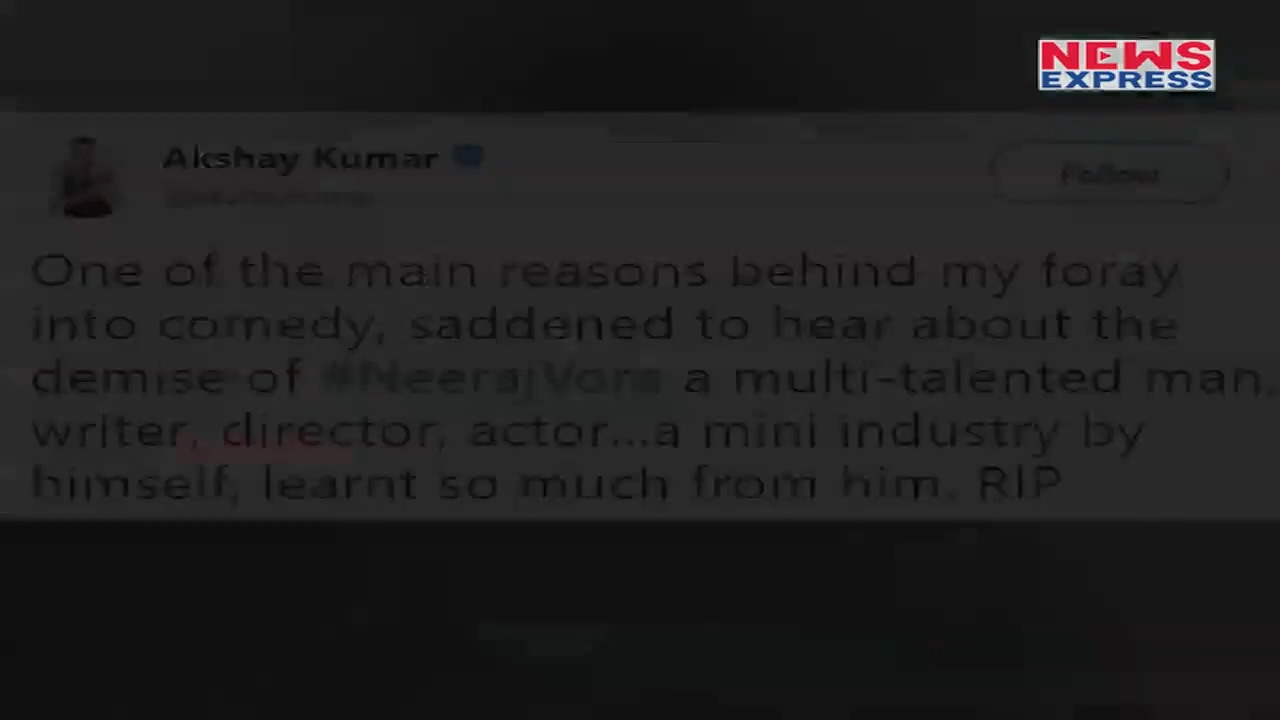 NEWS
EXPRESS
Akshay Kumar
Follow
One of the main reasons behind my foray
into comedy, saddened to hear about the
demise of #NeerajVora a multi-talented man,
writer, director, actor...a mini industry by
himself, learnt so much from him. RIP